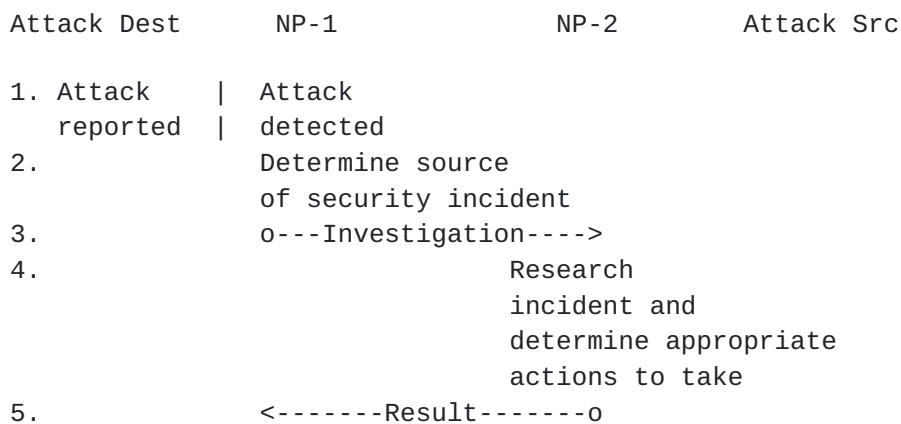 Attack Dest      NP-1              NP-2        Attack Src
1. Attack    |  Attack
   reported  |  detected
2.              Determine source
                of security incident
3.              o---Investigation---->
4.                              Research
                                incident and
                                determine appropriate
                                actions to take
5.              <-------Result-------o